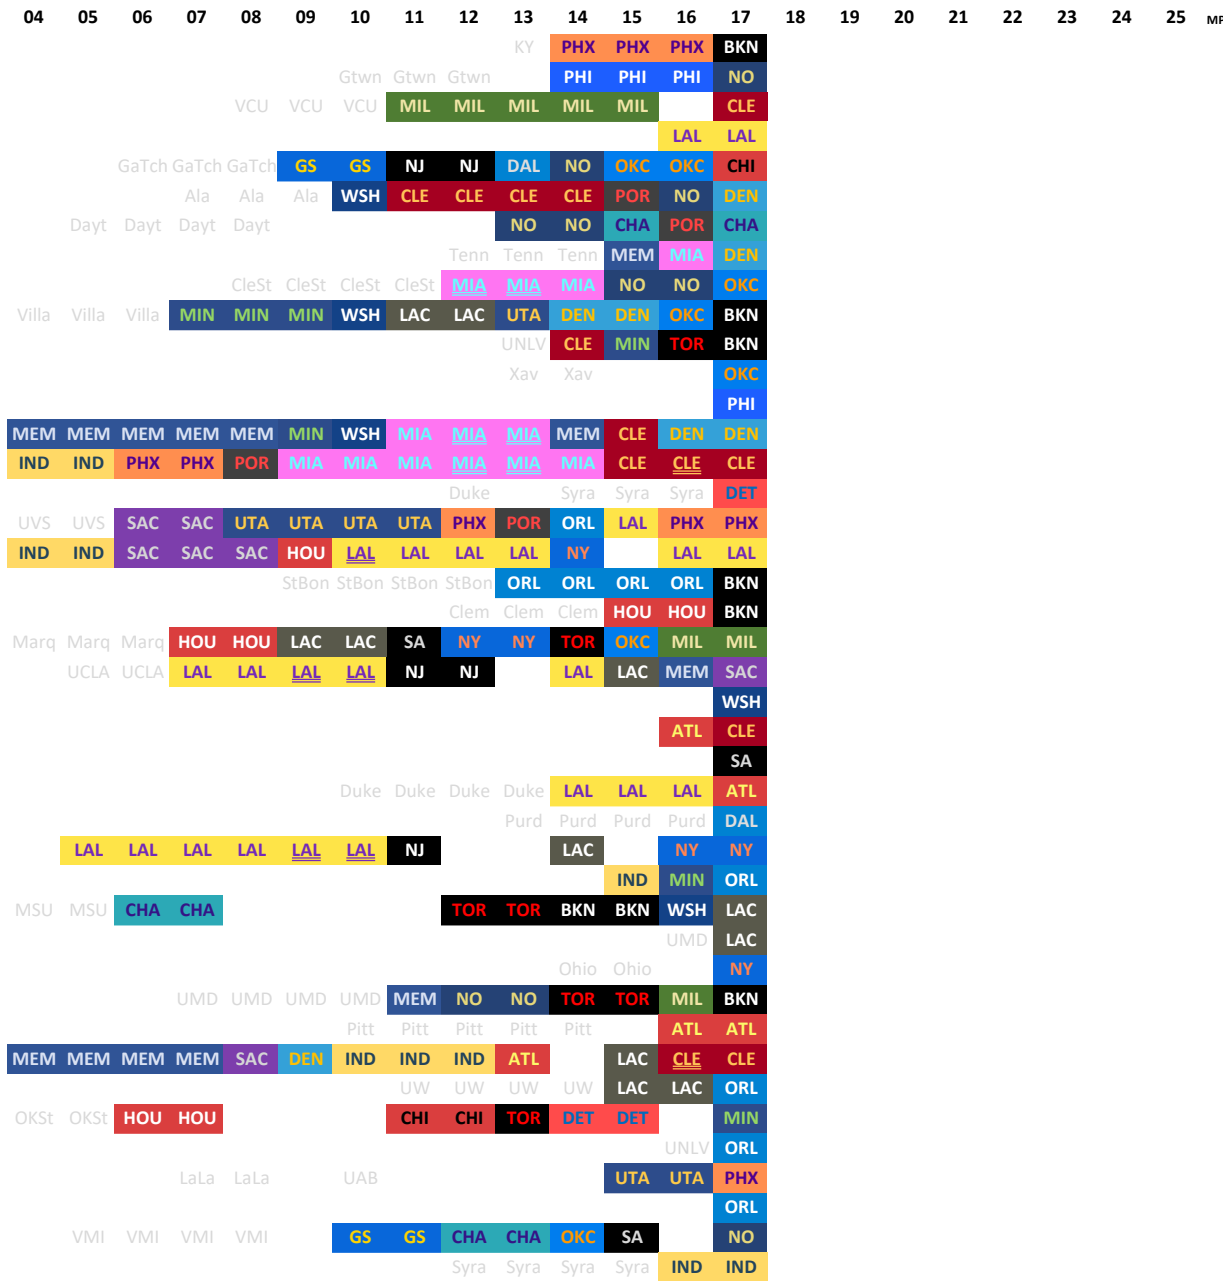 04 05 06 07 08 09 10 11 12 13 14 15 16 17 18 19 20 21 22 23 24 25 MP
KY PHX PHX PHX BKN
Gtwn Gtwn Gtwn PHI PHI PHI NO
VCU VCU VCU MIL MIL MIL MIL MIL CLE
LAL LAL
GaTch GaTch GaTch GS GS NJ NJ DAL NO OKC OKC CHI
Ala Ala Ala WSH CLE CLE CLE CLE POR NO DEN
Dayt Dayt Dayt Dayt NO NO CHA POR CHA
Tenn Tenn Tenn MEM MIA DEN
CleSt CleSt CleSt CleSt MIA MIA MIA NO NO OKC
Villa Villa Villa MIN MIN MIN WSH LAC LAC UTA DEN DEN OKC BKN
UNLV CLE MIN TOR BKN
Xav Xav OKC
PHI
MEM MEM MEM MEM MEM MIN WSH MIA MIA MIA MEM CLE DEN DEN
IND IND PHX PHX POR MIA MIA MIA MIA MIA MIA CLE CLE CLE
Duke Syra Syra Syra DET
UVS UVS SAC SAC UTA UTA UTA UTA PHX POR ORL LAL PHX PHX
IND IND SAC SAC SAC HOU LAL LAL LAL LAL NY LAL LAL
StBon StBon StBon StBon ORL ORL ORL ORL BKN
Clem Clem Clem HOU HOU BKN
Marq Marq Marq HOU HOU LAC LAC SA NY NY TOR OKC MIL MIL
UCLA UCLA LAL LAL LAL LAL NJ NJ LAL LAC MEM SAC
WSH
ATL CLE
SA
Duke Duke Duke Duke LAL LAL LAL ATL
Purd Purd Purd Purd DAL
LAL LAL LAL LAL LAL LAL NJ LAC NY NY
IND MIN ORL
MSU MSU CHA CHA TOR TOR BKN BKN WSH LAC
UMD LAC
Ohio Ohio NY
UMD UMD UMD UMD MEM NO NO TOR TOR MIL BKN
Pitt Pitt Pitt Pitt Pitt ATL ATL
MEM MEM MEM MEM SAC DEN IND IND IND ATL LAC CLE CLE
UW UW UW UW LAC LAC ORL
OKSt OKSt HOU HOU CHI CHI TOR DET DET MIN
UNLV ORL
LaLa LaLa UAB UTA UTA PHX
ORL
VMI VMI VMI VMI GS GS CHA CHA OKC SA NO
Syra Syra Syra Syra IND IND